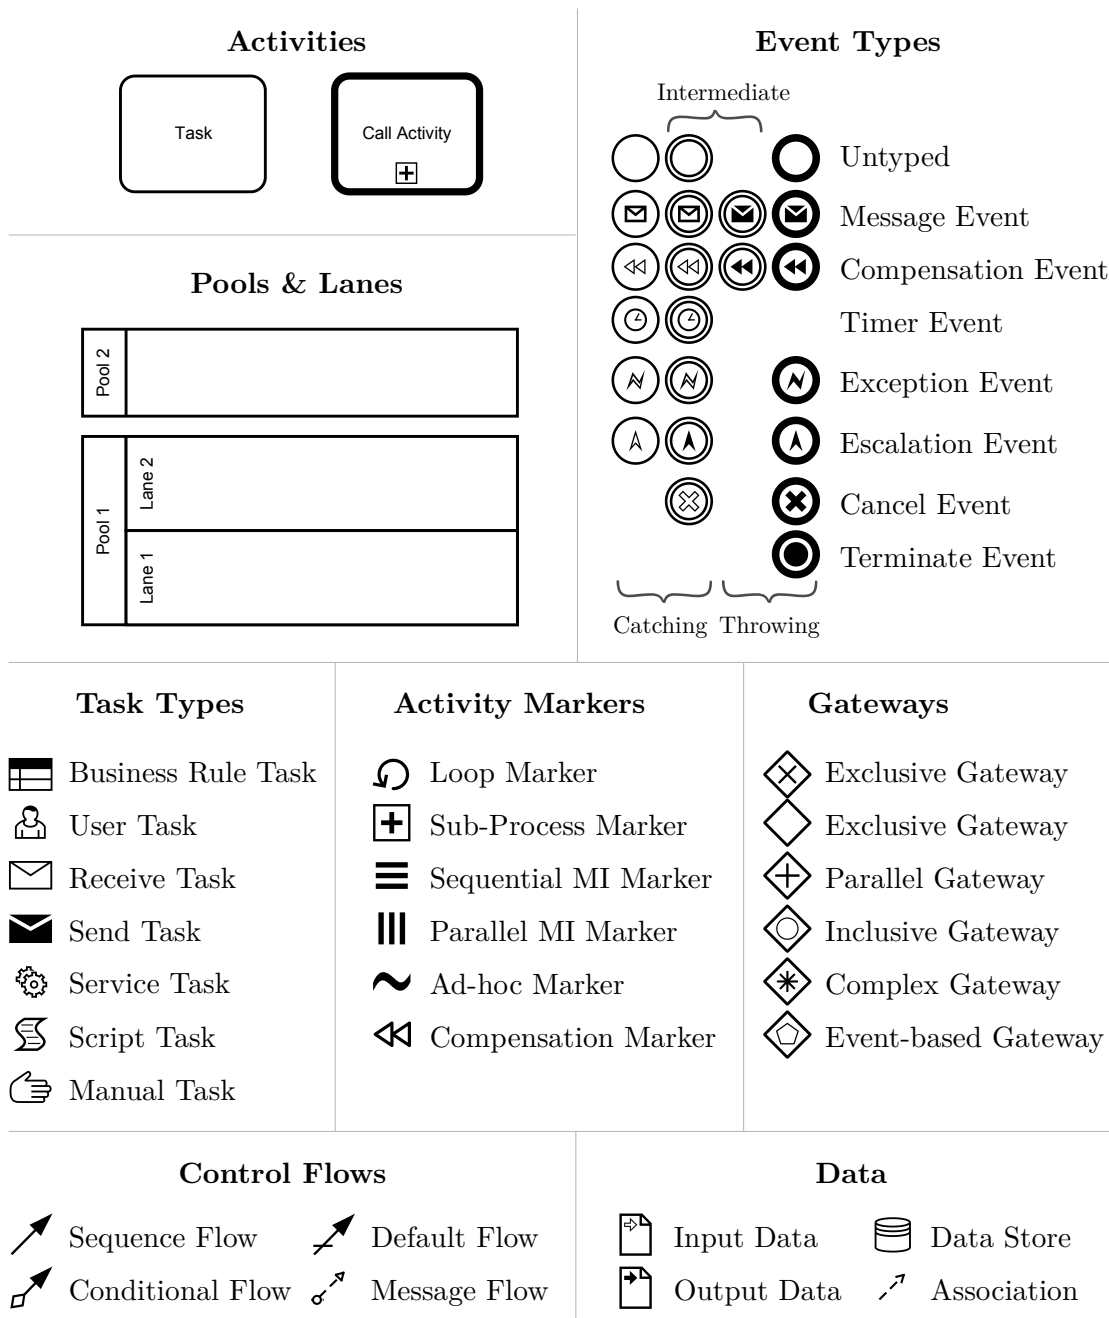 Activities
Task
Call Activity
Pools & Lanes
Pool 2
Pool 1
Lane 2
Lane 1
Event Types
Intermediate
Untyped
Message Event
Compensation Event
Timer Event
Exception Event
Escalation Event
Cancel Event
Terminate Event
Catching Throwing
Task Types
Business Rule Task
User Task
Receive Task
Send Task
Service Task
Script Task
Manual Task
Activity Markers
Loop Marker
Sub-Process Marker
Sequential MI Marker
Parallel MI Marker
Ad-hoc Marker
Compensation Marker
Gateways
Exclusive Gateway
Exclusive Gateway
Parallel Gateway
Inclusive Gateway
Complex Gateway
Event-based Gateway
Control Flows
Sequence Flow
Default Flow
Conditional Flow
Message Flow
Data
Input Data
Data Store
Output Data
Association